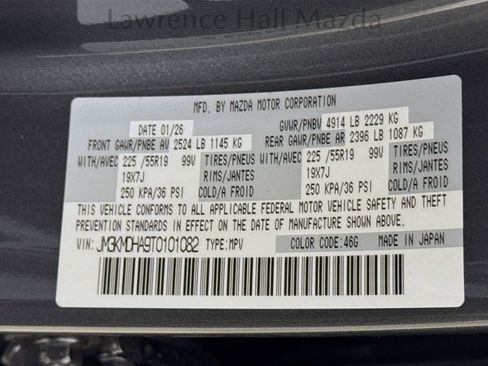 Lawrence Hall Mazda
MFD. BY MAZDA MOTOR CORPORATION
DATE 01/26 GVWR/PNBV 4914 LB 2229 KG
FRONT GAWR/PNBE AV 2524 LB 1145 KG REAR GAWR/PNBE AR 2396 LB 1087 KG
WITH/AVEC 225 /55R19 99V TIRES/PNEUS WITH/AVEC 225 /55R19 99V TIRES/PNEUS
19X7J RIMS/JANTES 19X7J RIMS/JANTES
250 KPA/36 PSI COLD/A FROID 250 KPA/36 PSI COLD/A FROID
THIS VEHICLE CONFORMS TO ALL APPLICABLE FEDERAL MOTOR VEHICLE SAFETY AND THEFT
PREVENTION STANDARDS IN EFFECT ON THE DATE OF MANUFACTURE SHOWN ABOVE.
VIN: JM3KMDHA9T0101082 TYPE: MPV COLOR CODE: 46G MADE IN JAPAN